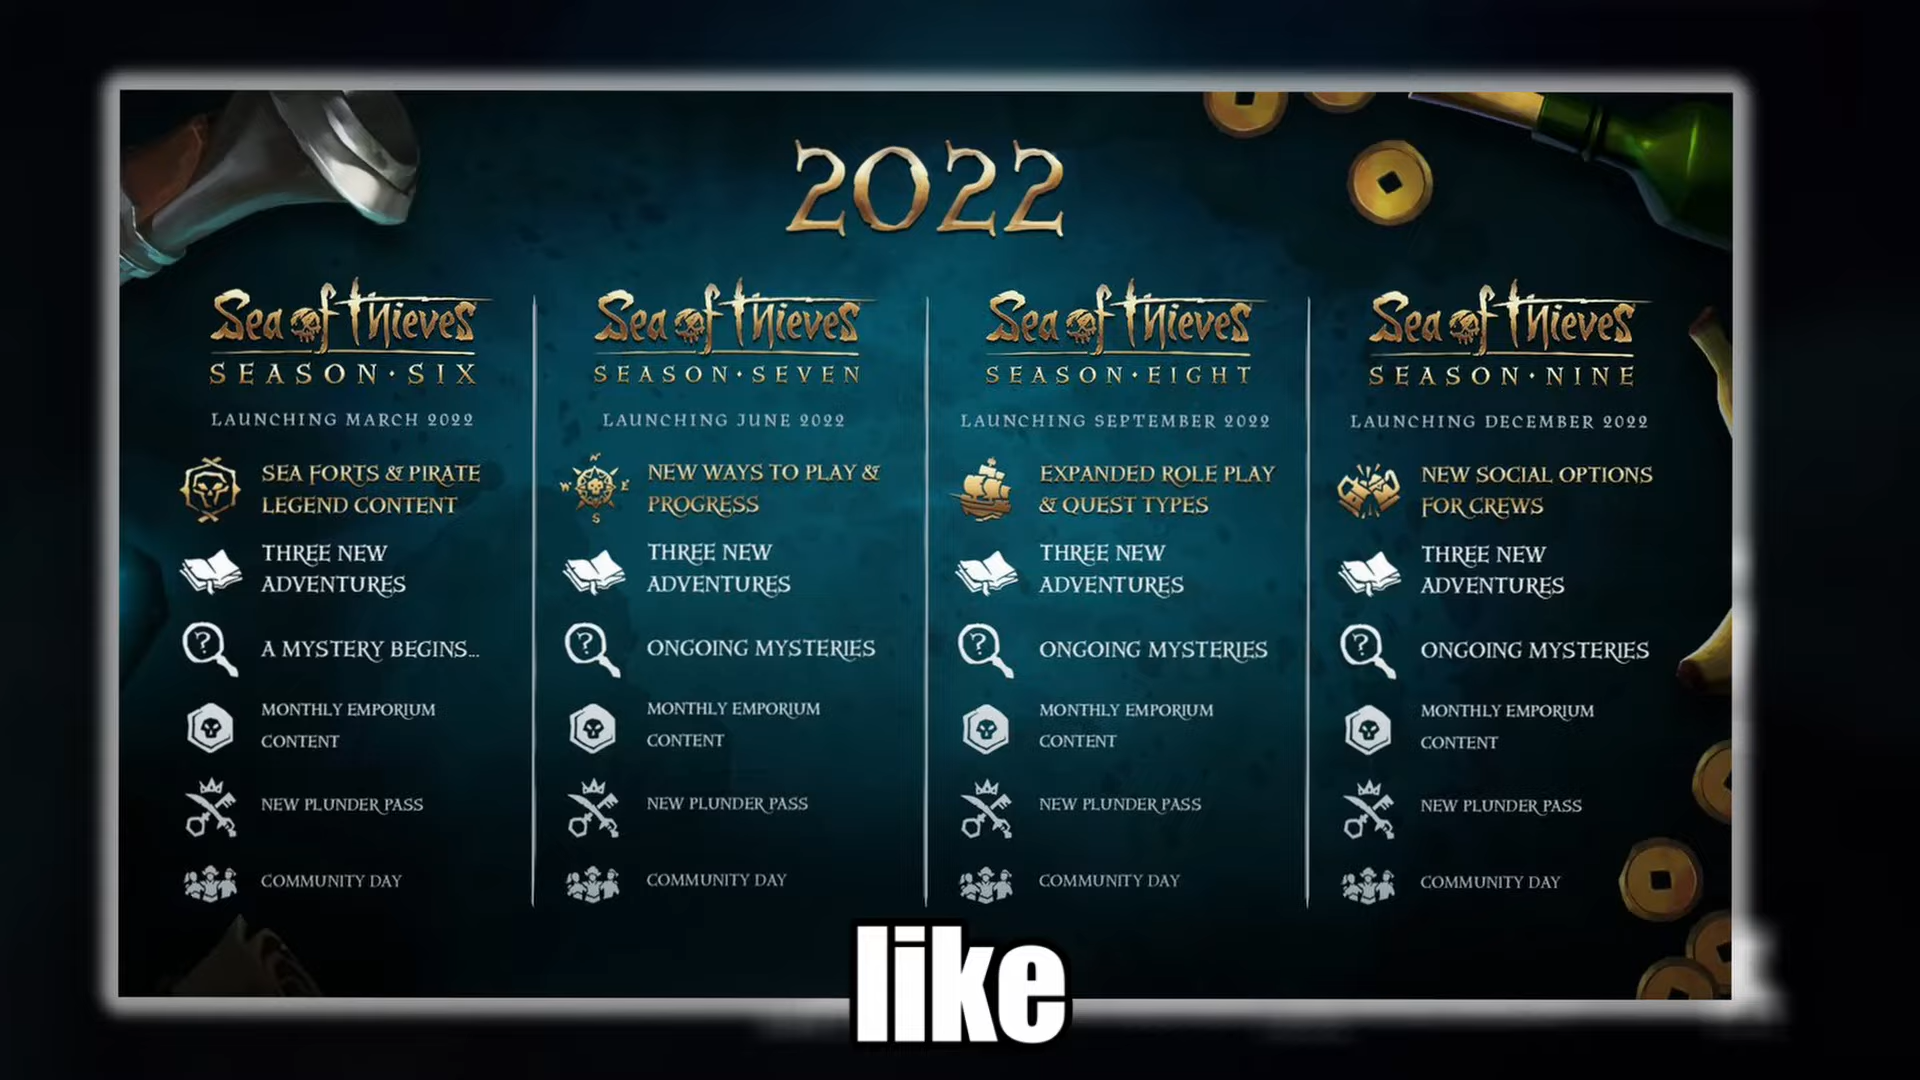 2022
Sea of Thieves
SEASON·SIX
LAUNCHING MARCH 2022
SEA FORTS & PIRATE
LEGEND CONTENT
THREE NEW
ADVENTURES
A MYSTERY BEGINS...
MONTHLY EMPORIUM
CONTENT
NEW PLUNDER PASS
COMMUNITY DAY
Sea of Thieves
SEASON·SEVEN
LAUNCHING JUNE 2022
N
W E
S
NEW WAYS TO PLAY &
PROGRESS
THREE NEW
ADVENTURES
ONGOING MYSTERIES
MONTHLY EMPORIUM
CONTENT
NEW PLUNDER PASS
COMMUNITY DAY
Sea of Thieves
SEASON·EIGHT
LAUNCHING SEPTEMBER 2022
EXPANDED ROLE PLAY
& QUEST TYPES
THREE NEW
ADVENTURES
ONGOING MYSTERIES
MONTHLY EMPORIUM
CONTENT
NEW PLUNDER PASS
COMMUNITY DAY
Sea of Thieves
SEASON·NINE
LAUNCHING DECEMBER 2022
NEW SOCIAL OPTIONS
FOR CREWS
THREE NEW
ADVENTURES
ONGOING MYSTERIES
MONTHLY EMPORIUM
CONTENT
NEW PLUNDER PASS
COMMUNITY DAY
like